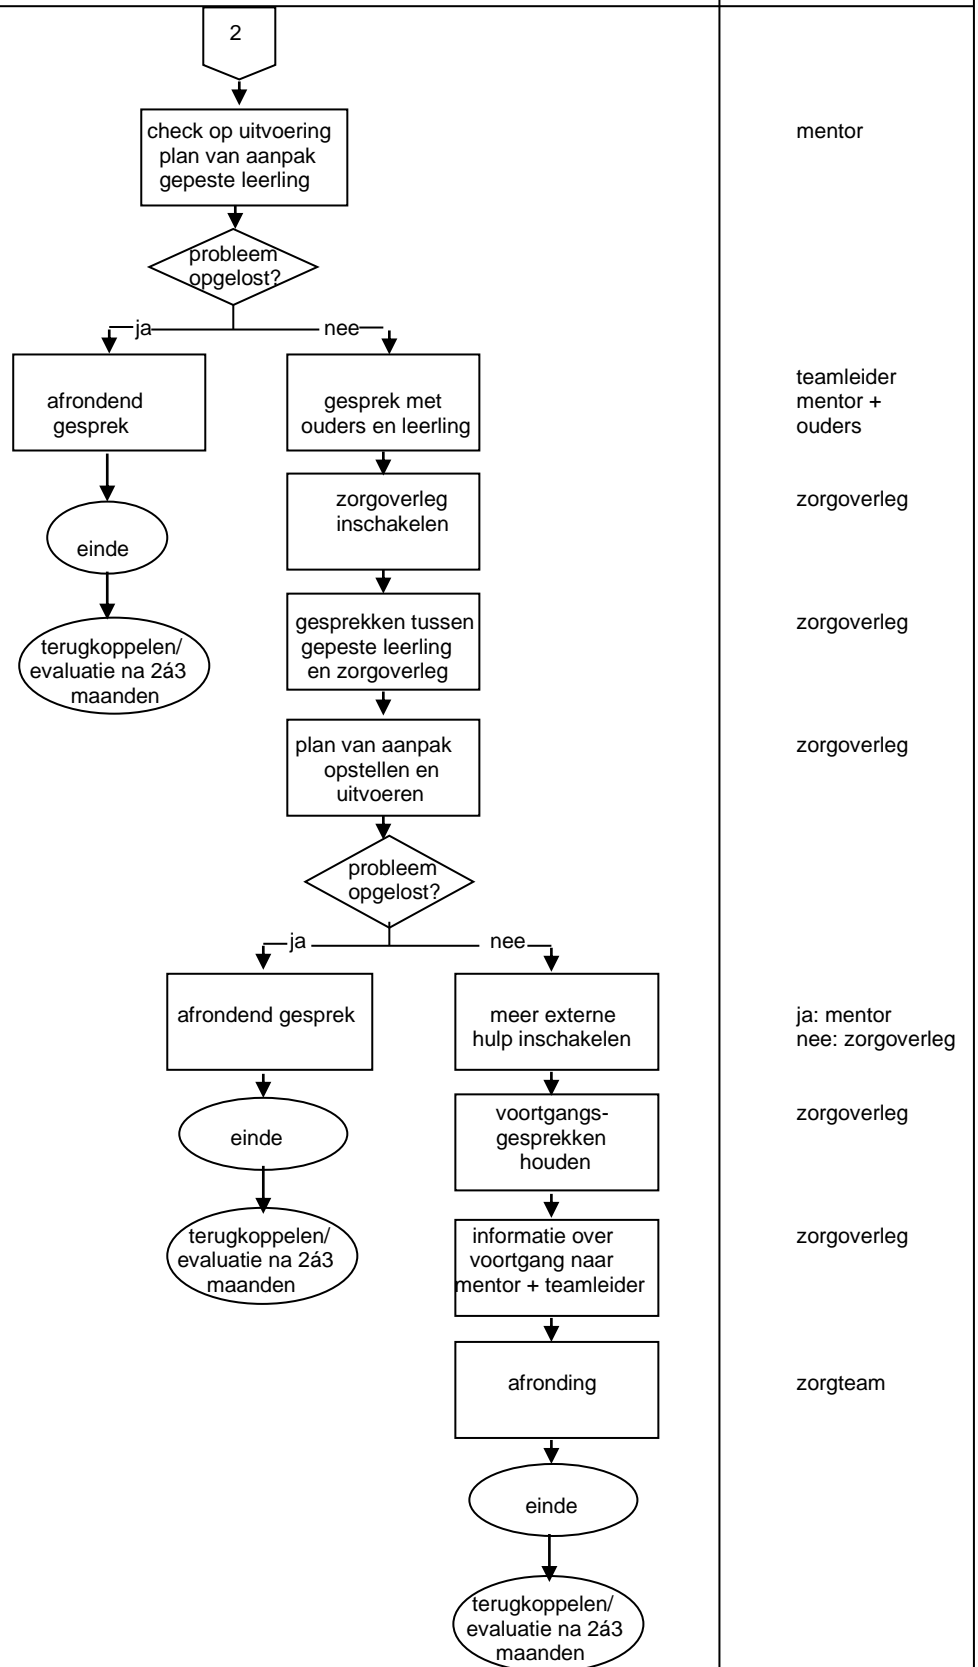 2
check op uitvoering
plan van aanpak
gepeste leerling
mentor
probleem
opgelost?
ja
nee
afrondend
gesprek
gesprek met
ouders en leerling
teamleider
mentor +
ouders
zorgoverleg
inschakelen
zorgoverleg
einde
gesprekken tussen
gepeste leerling
en zorgoverleg
zorgoverleg
terugkoppelen/
evaluatie na 2á3
maanden
plan van aanpak
opstellen en
uitvoeren
zorgoverleg
probleem
opgelost?
ja
nee
afrondend gesprek
meer externe
hulp inschakelen
ja: mentor
nee: zorgoverleg
einde
voortgangs-
gesprekken
houden
zorgoverleg
terugkoppelen/
evaluatie na 2á3
maanden
informatie over
voortgang naar
mentor + teamleider
zorgoverleg
afronding
zorgteam
einde
terugkoppelen/
evaluatie na 2á3
maanden